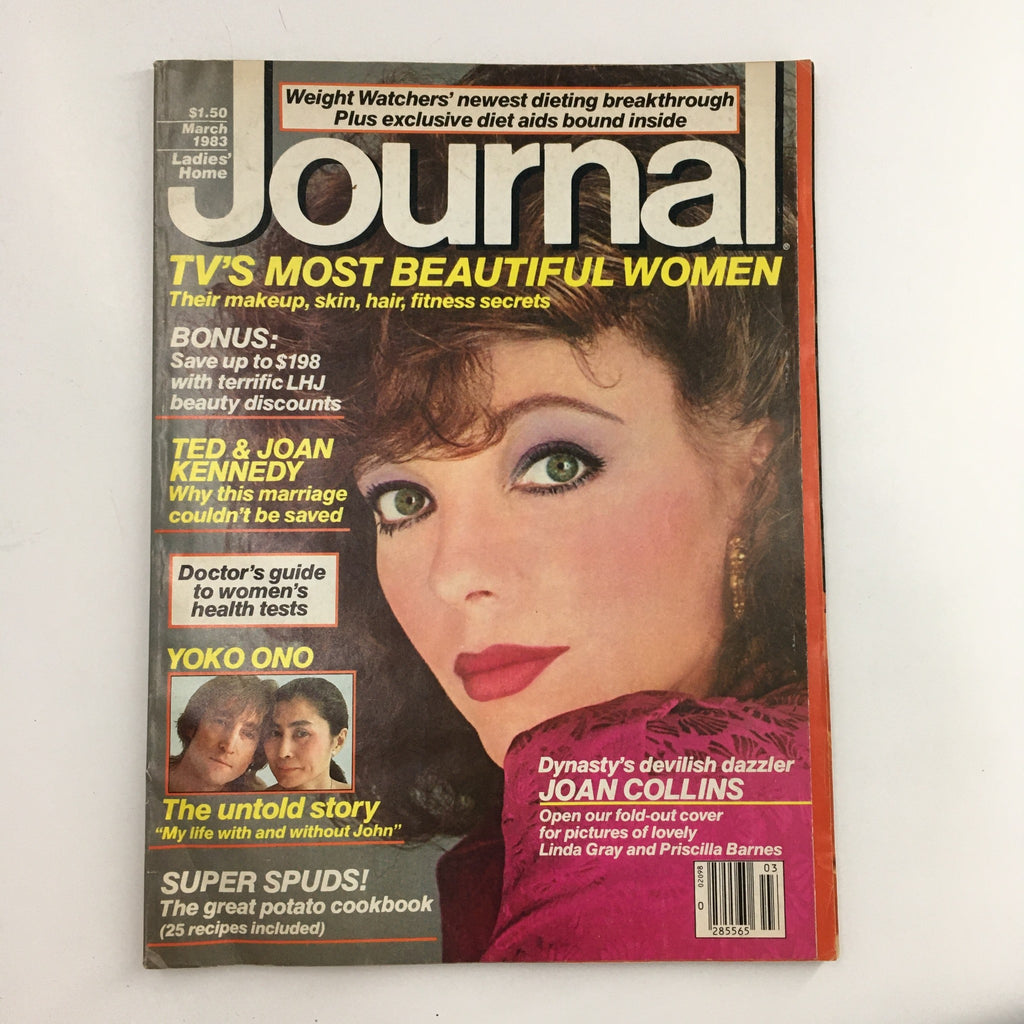 Weight Watchers' newest dieting breakthrough
Plus exclusive diet aids bound inside
$1.50
March
1983
Ladies'
Home
Journal
®
TV'S MOST BEAUTIFUL WOMEN
Their makeup, skin, hair, fitness secrets
BONUS:
Save up to $198
with terrific LHJ
beauty discounts
TED & JOAN
KENNEDY
Why this marriage
couldn't be saved
Doctor's guide
to women's
health tests
YOKO ONO
The untold story
"My life with and without John"
SUPER SPUDS!
The great potato cookbook
(25 recipes included)
Dynasty's devilish dazzler
JOAN COLLINS
Open our fold-out cover
for pictures of lovely
Linda Gray and Priscilla Barnes
03
02098
0
285565